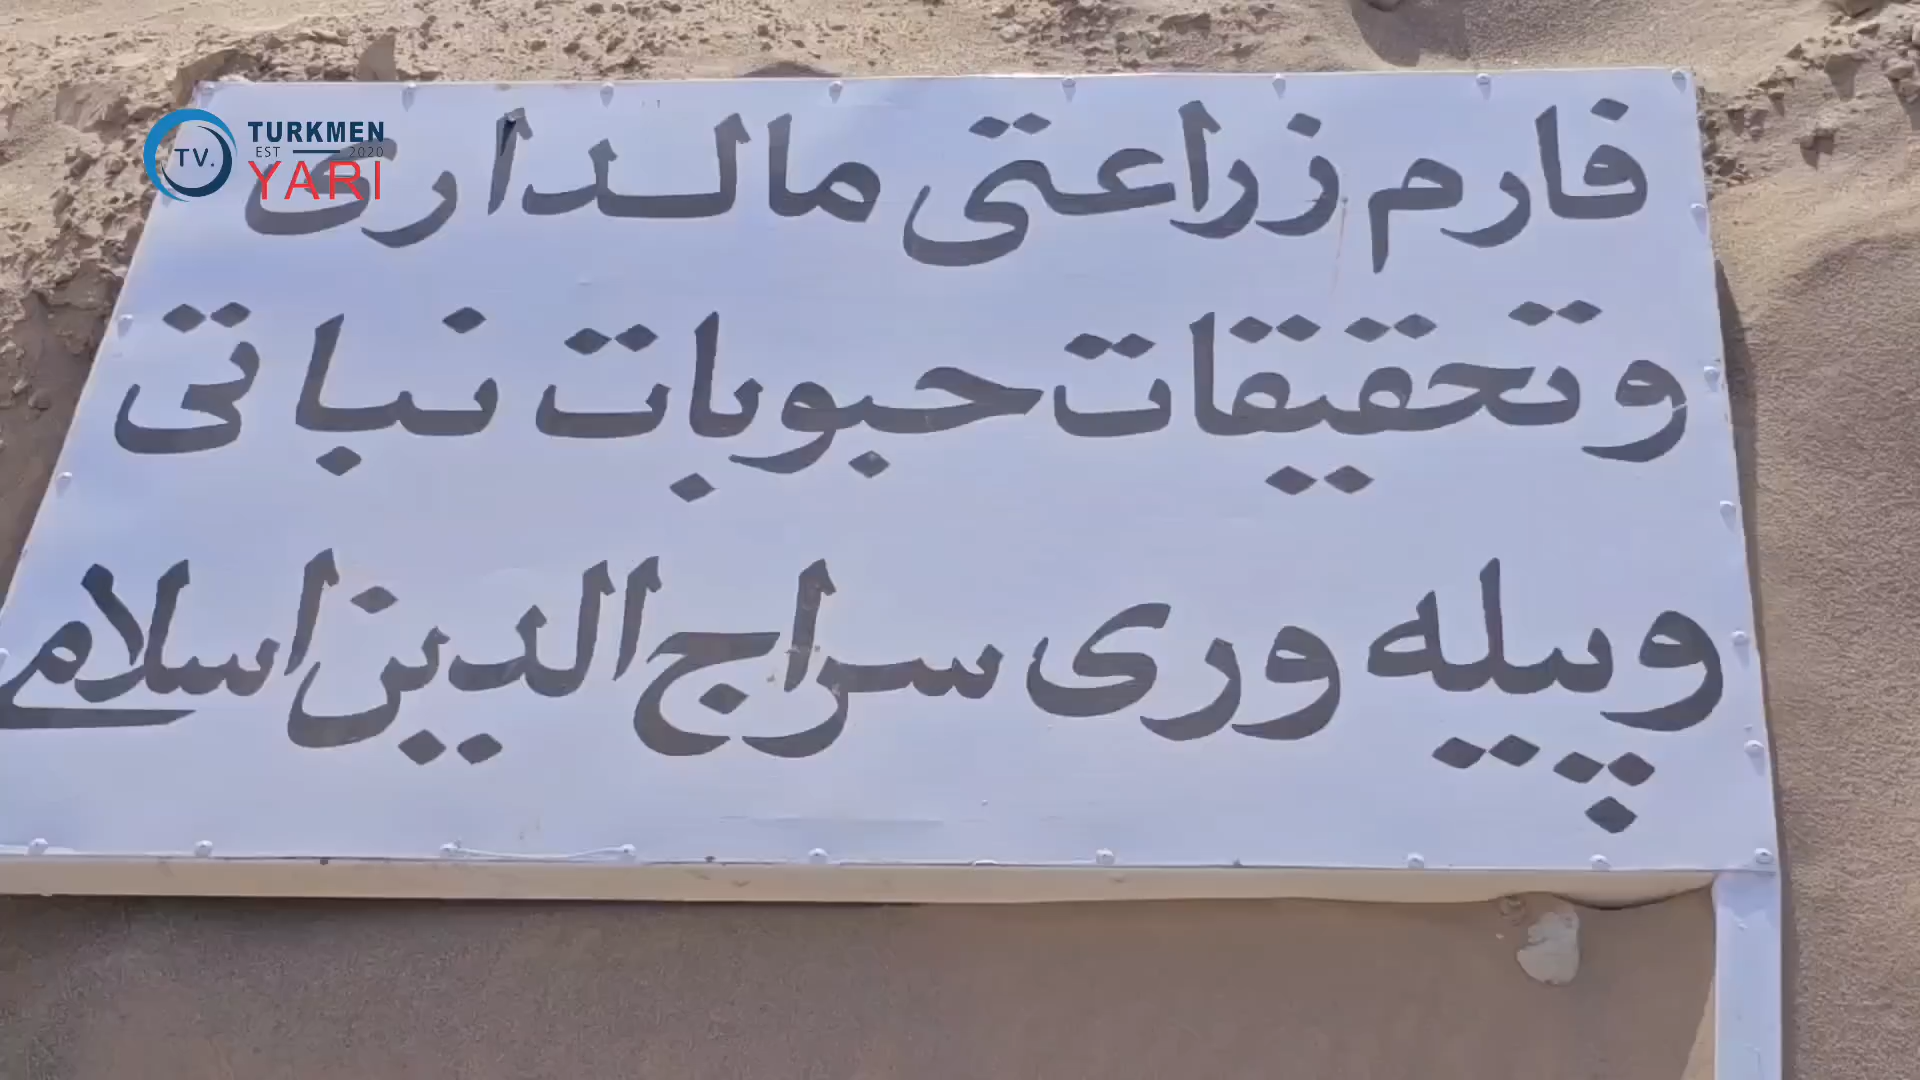 TV.
TURKMEN
EST 2020
YARI
فارم زراعتی مالداری
وتحقیقات حبوبات نباتی
وپیله وری سراج الدین اسلامی